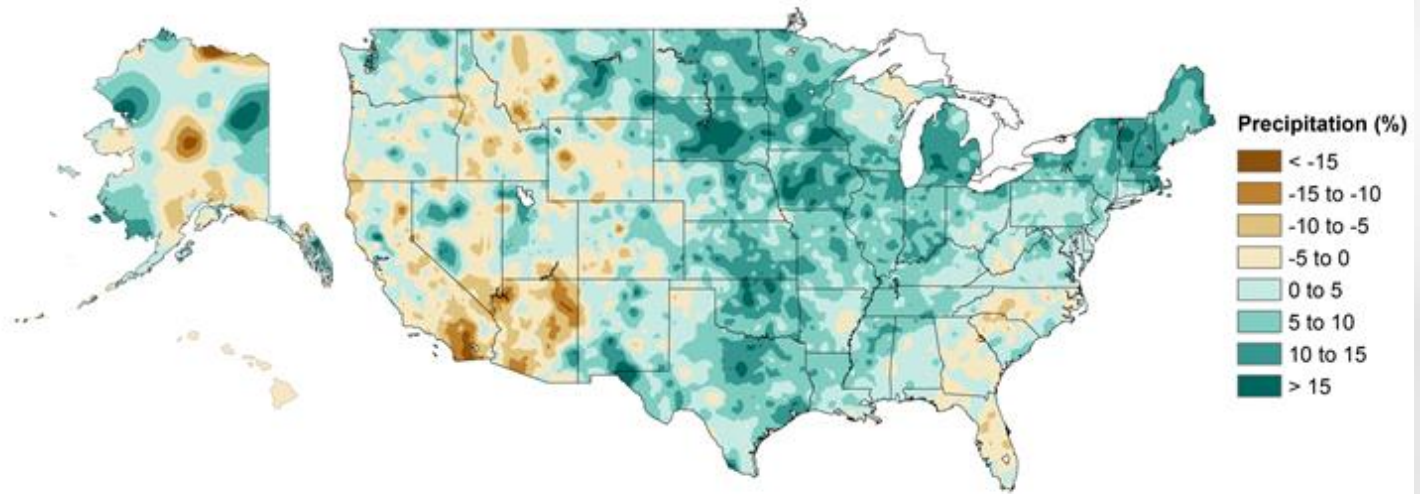 Precipitation (%)
< -15
-15 to -10
-10 to -5
-5 to 0
0 to 5
5 to 10
10 to 15
> 15